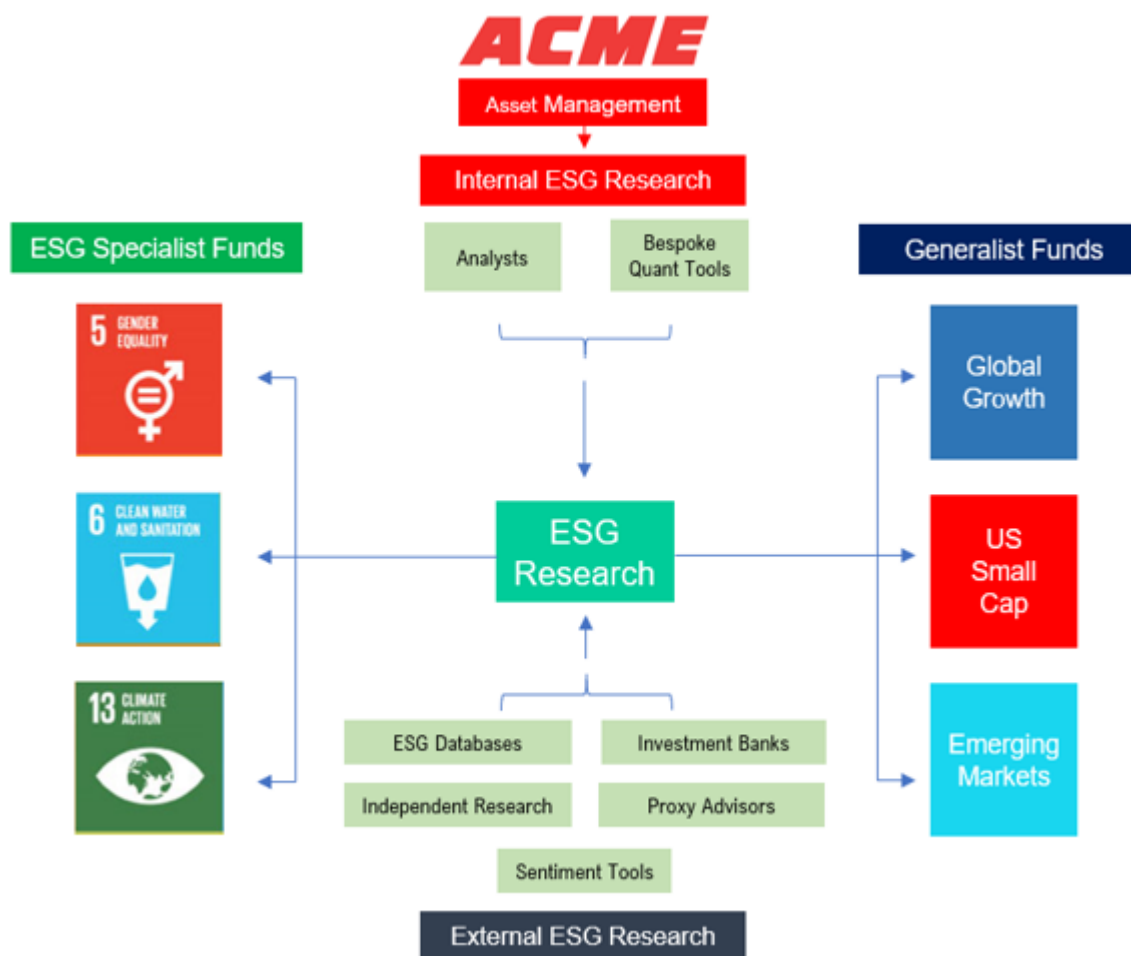 ACME
Asset Management
Internal ESG Research
Analysts
Bespoke
Quant Tools
ESG Specialist Funds
5 GENDER
EQUALITY
6 CLEAN WATER
AND SANITATION
13 CLIMATE
ACTION
ESG
Research
Generalist Funds
Global
Growth
US
Small
Cap
Emerging
Markets
ESG Databases
Investment Banks
Independent Research
Proxy Advisors
Sentiment Tools
External ESG Research